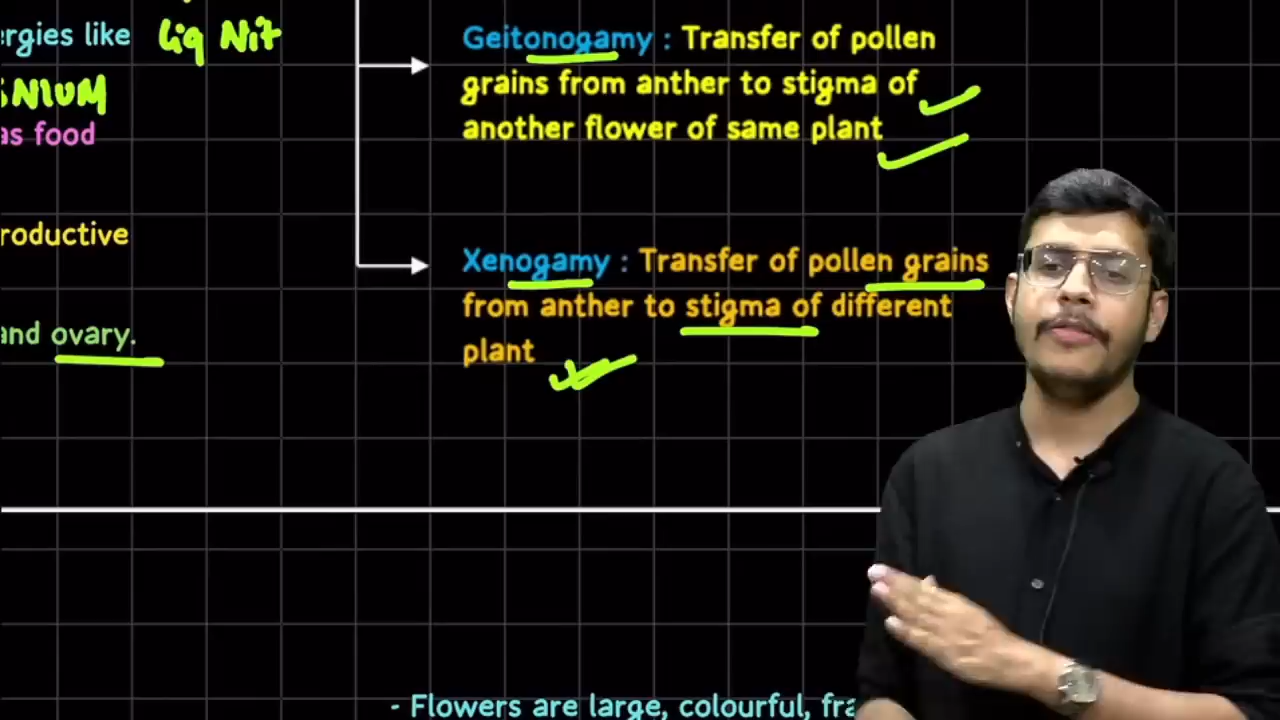 ergies like Liq Nit
as food
roductive
and ovary.
Geitonogamy : Transfer of pollen
grains from anther to stigma of
another flower of same plant
Xenogamy : Transfer of pollen grains
from anther to stigma of different
plant
- Flowers are large, colourful, fra